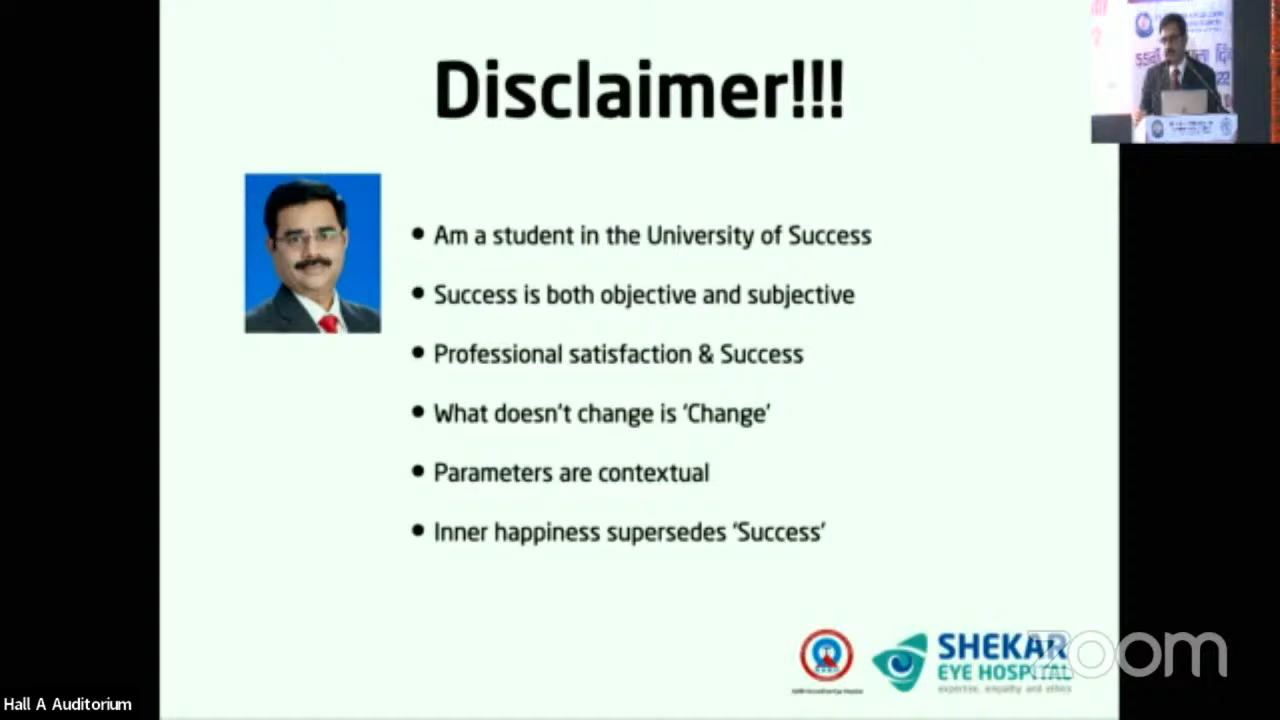 Disclaimer!!!
• Am a student in the University of Success
• Success is both objective and subjective
• Professional satisfaction & Success
• What doesn't change is ‘Change’
• Parameters are contextual
• Inner happiness supersedes ‘Success’
SHEKAR
EYE HOSPITAL
expertise, empathy and ethics
zoom
Hall A Auditorium